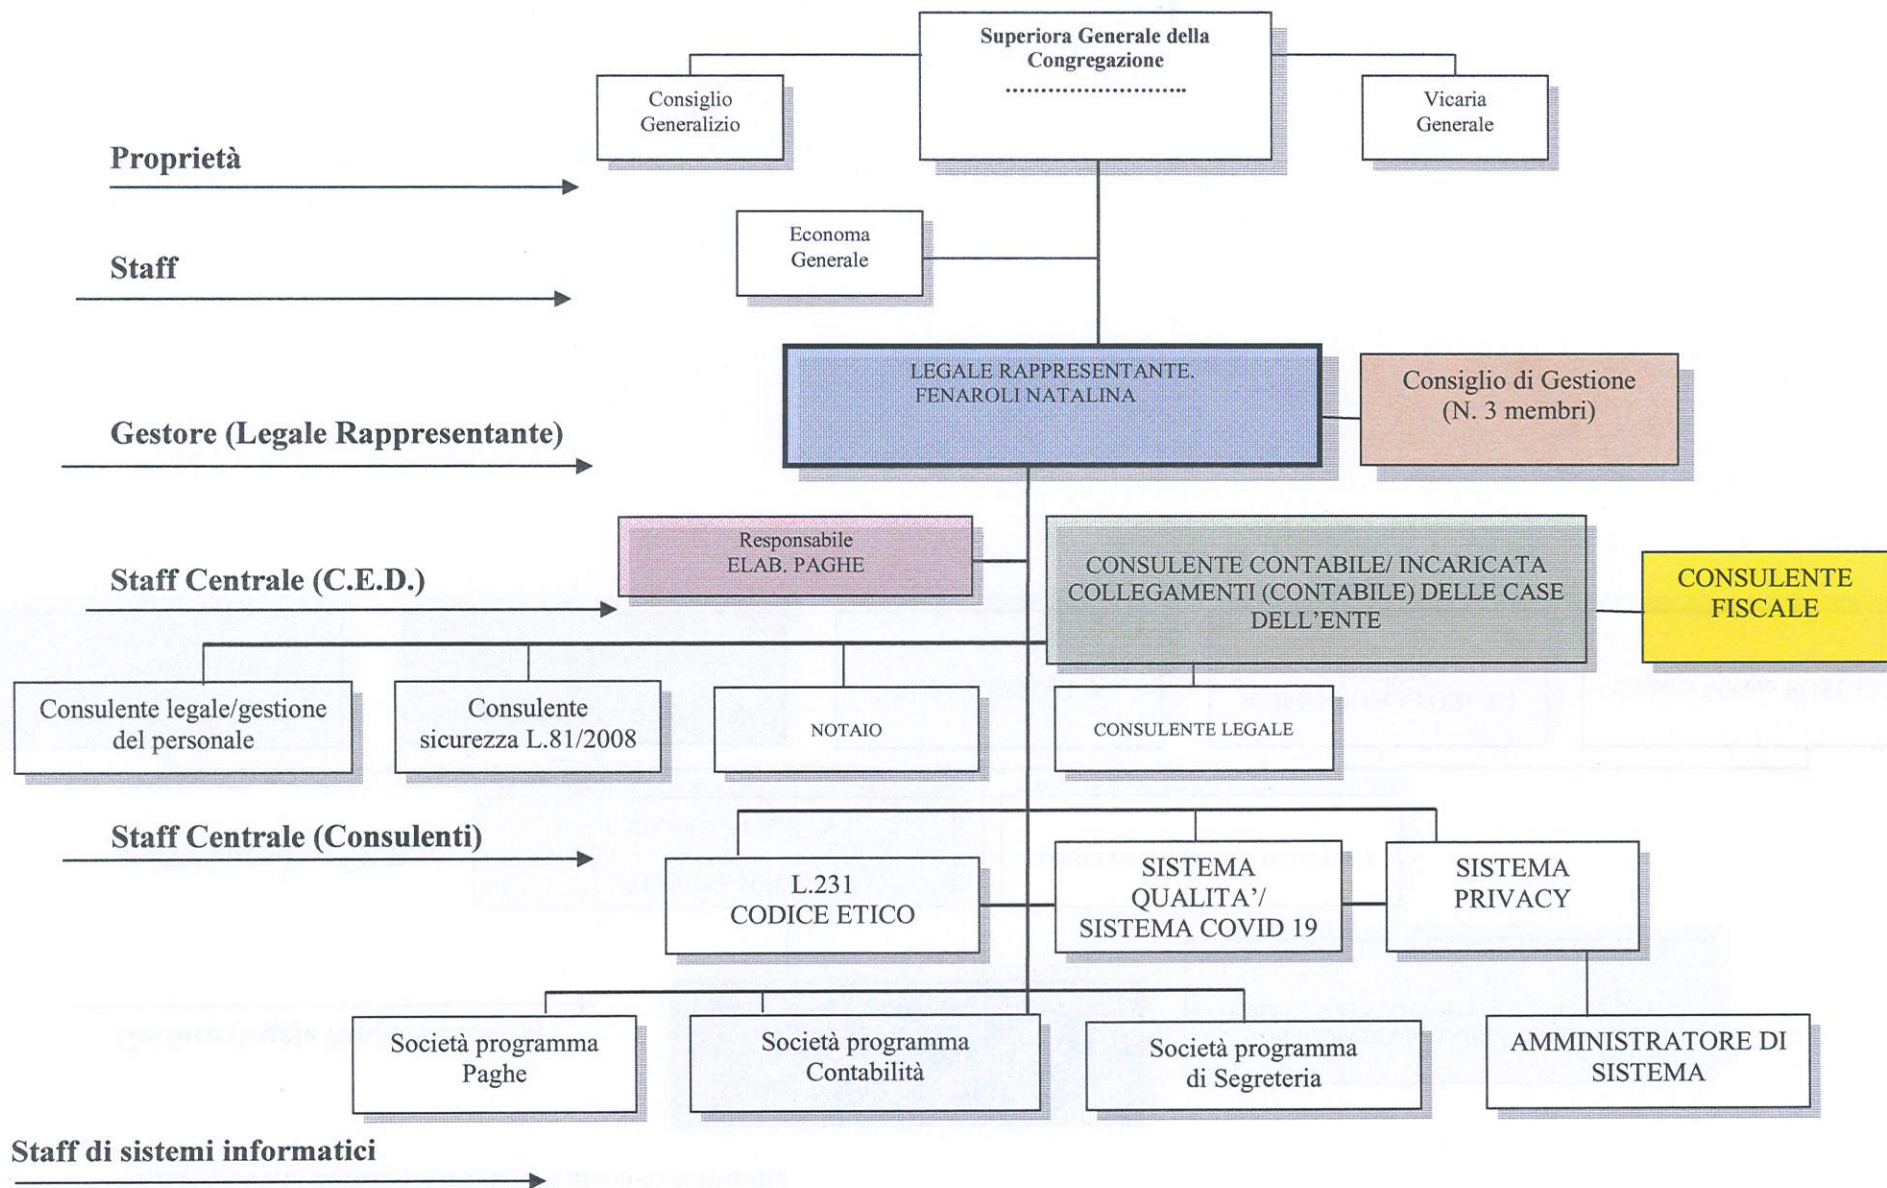 Superiora Generale della
Congregazione
............................
Consiglio
Generalizio
Vicaria
Generale
Proprietà
Economa
Generale
Staff
LEGALE RAPPRESENTANTE.
FENAROLI NATALINA
Consiglio di Gestione
(N. 3 membri)
Gestore (Legale Rappresentante)
Responsabile
ELAB. PAGHE
CONSULENTE CONTABILE/ INCARICATA
COLLEGAMENTI (CONTABILE) DELLE CASE
DELL'ENTE
CONSULENTE
FISCALE
Staff Centrale (C.E.D.)
Consulente legale/gestione
del personale
Consulente
sicurezza L.81/2008
NOTAIO
CONSULENTE LEGALE
Staff Centrale (Consulenti)
L.231
CODICE ETICO
SISTEMA
QUALITA'/
SISTEMA COVID 19
SISTEMA
PRIVACY
Società programma
Paghe
Società programma
Contabilità
Società programma
di Segreteria
AMMINISTRATORE DI
SISTEMA
Staff di sistemi informatici